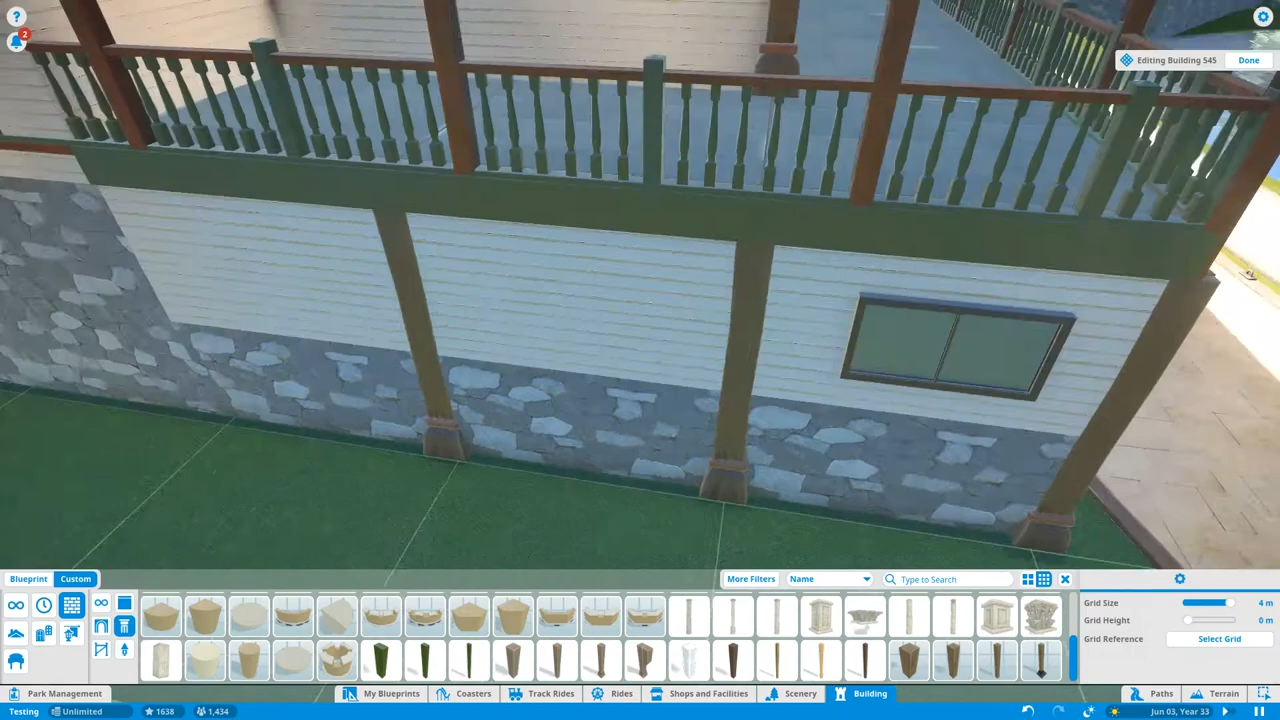 ?
2
Editing Building 545 Done
Blueprint Custom More Filters Name Type to Search
Grid Size 4 m
Grid Height 0 m
Grid Reference Select Grid
Park Management My Blueprints Coasters Track Rides Rides Shops and Facilities Scenery Building Paths Terrain
Testing Unlimited 1638 1,434 Jun 03, Year 33